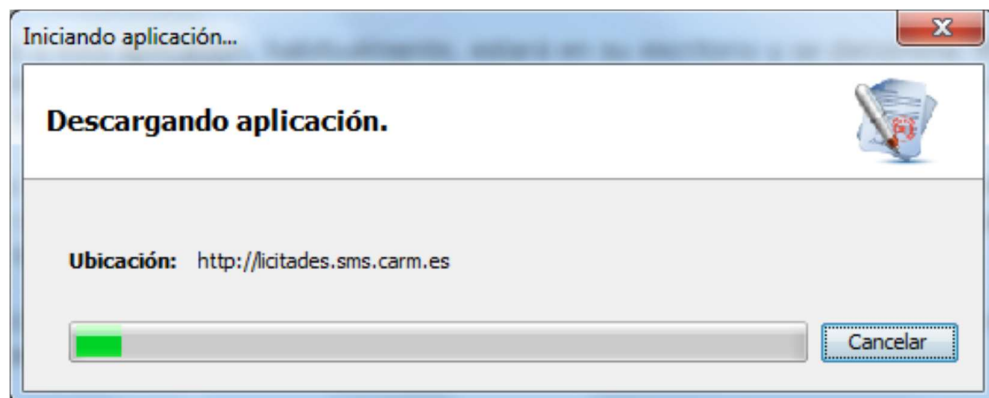 Iniciando aplicación...
Descargando aplicación.
Ubicación: http://licitades.sms.carm.es
Cancelar